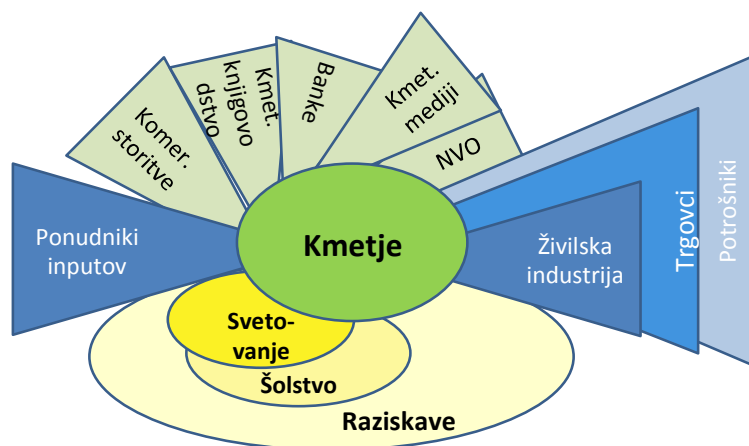 Komer.
storitve
Kmet.
knjigovo
dstvo
Banke
Kmet.
mediji
NVO
Ponudniki
inputov
Kmetje
Živilska
industrija
Trgovci
Potrošniki
Sveto-
vanje
Šolstvo
Raziskave